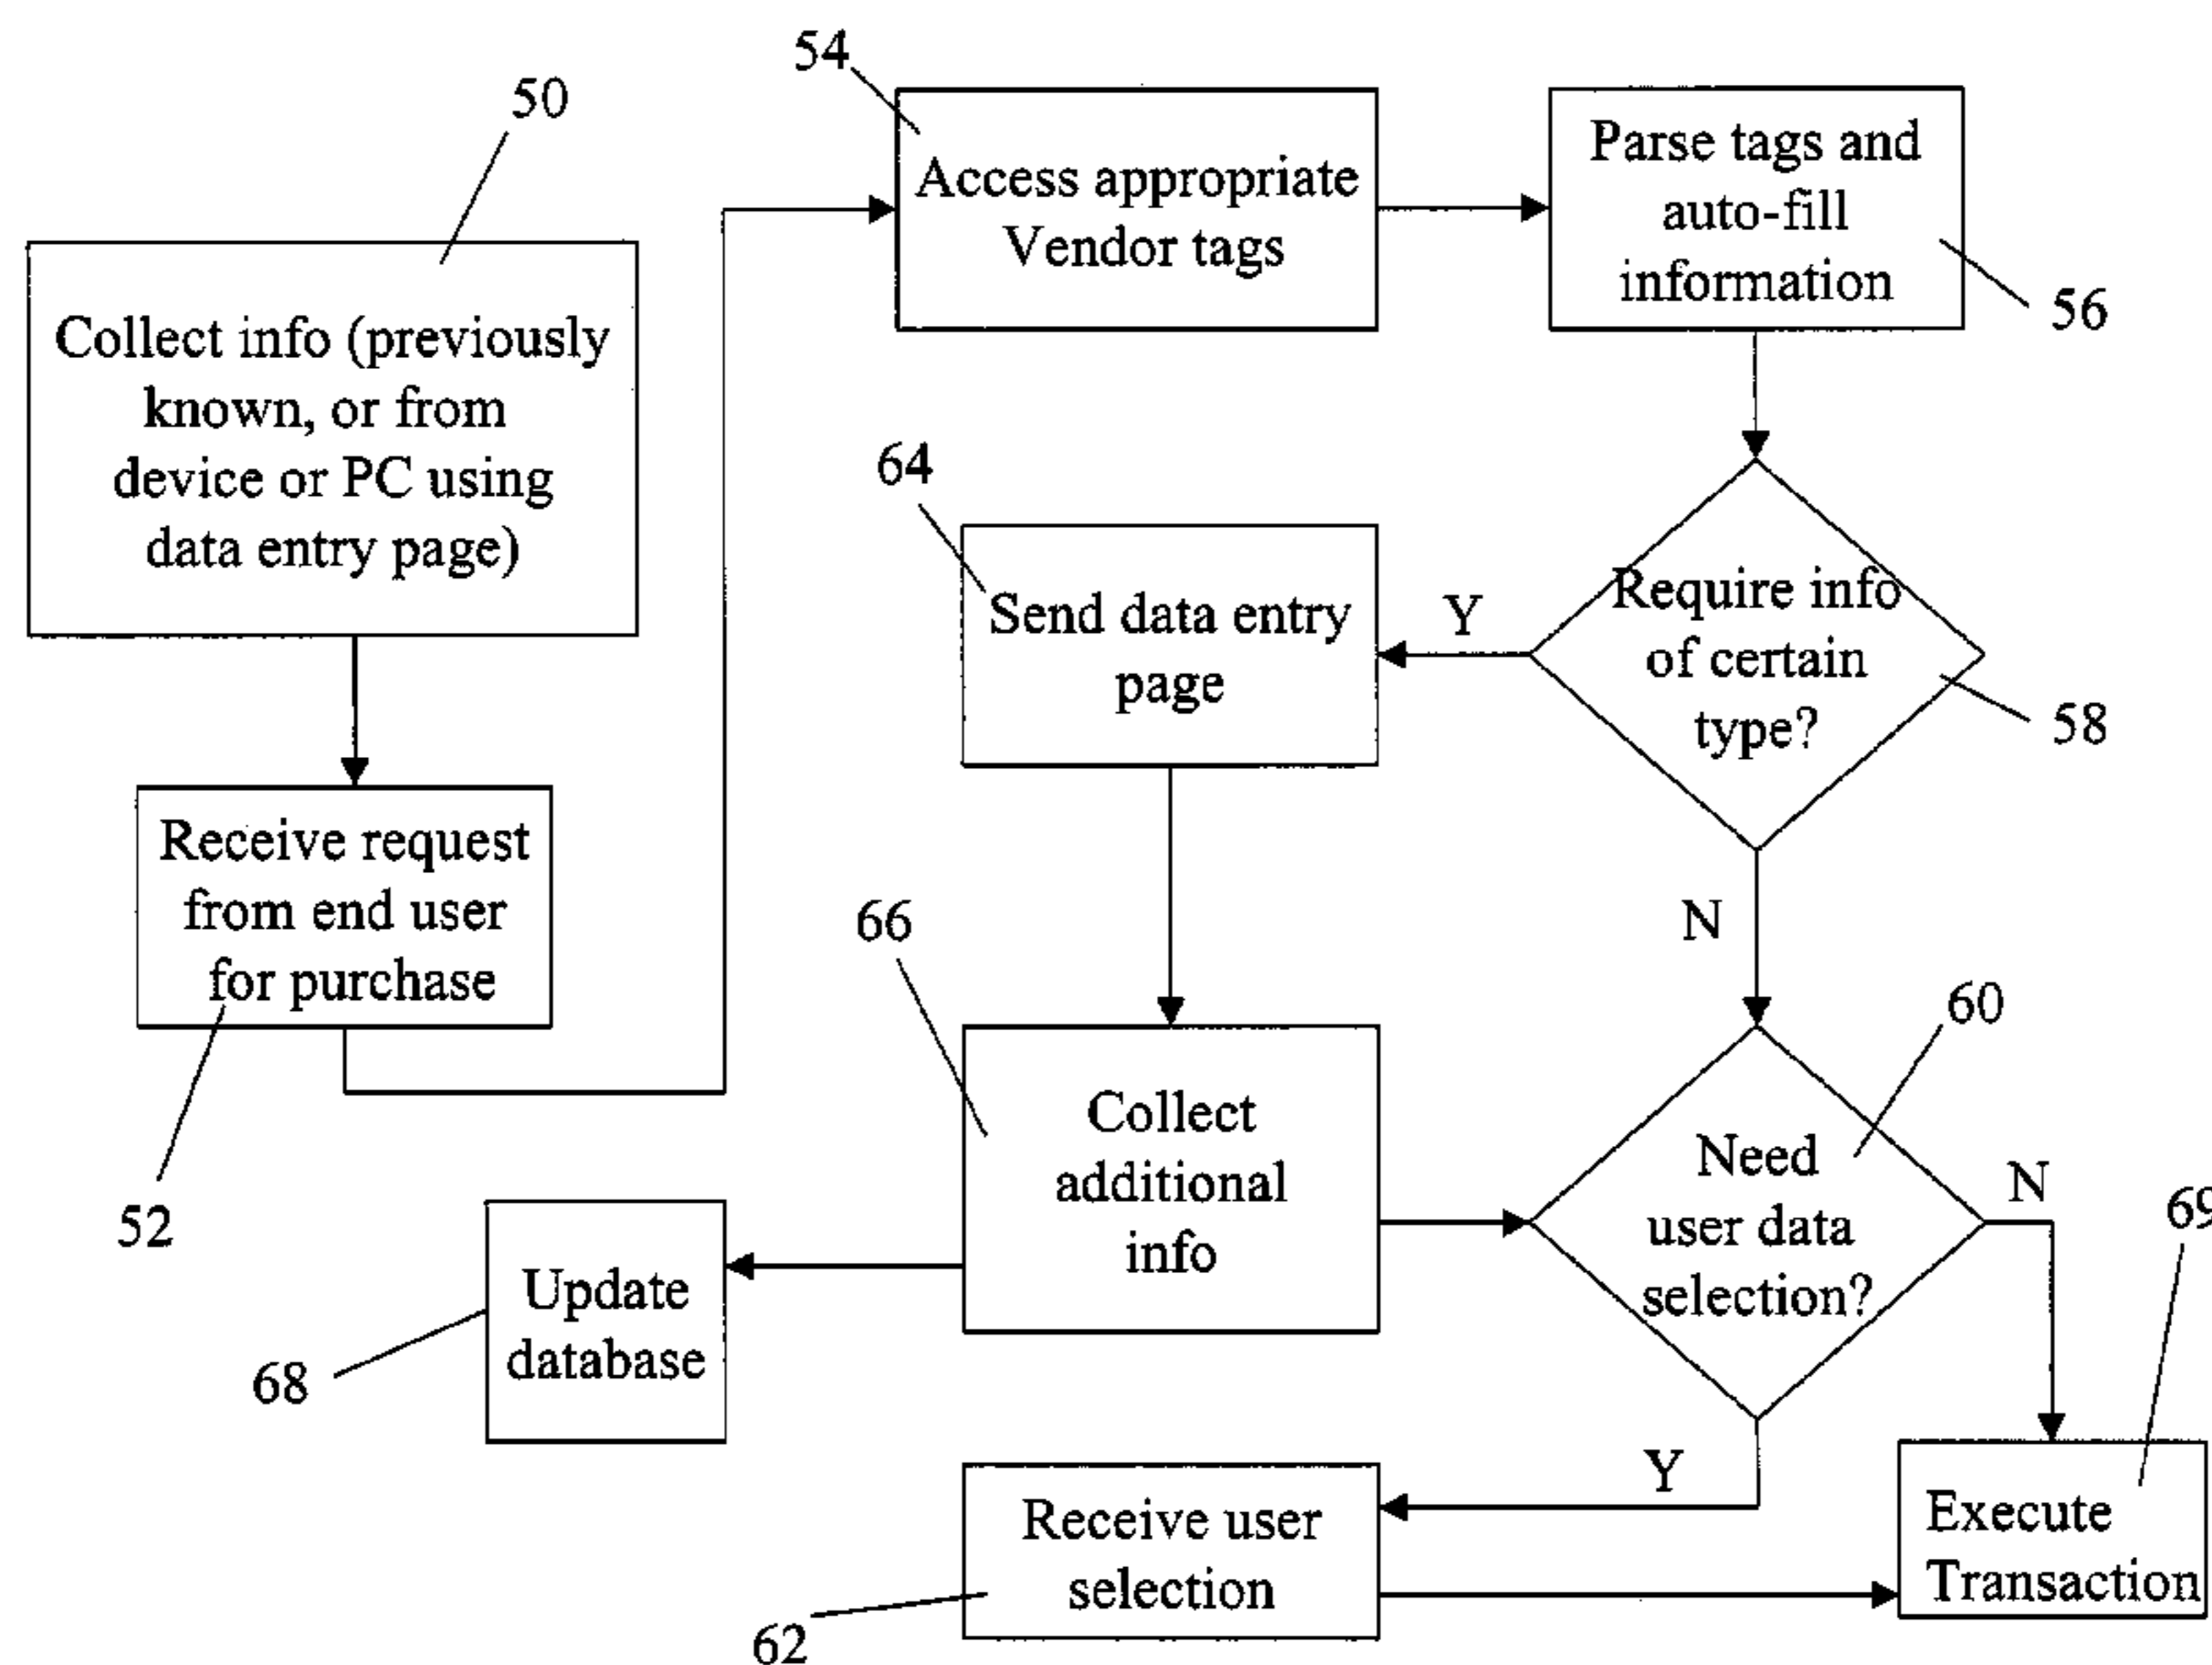 50
Collect info (previously
known, or from
device or PC using
data entry page)
Receive request
from end user
for purchase
52
54
Access appropriate
Vendor tags
Parse tags and
auto-fill
information
56
Require info
of certain
type?
58
Y
N
64
Send data entry
page
66
Collect
additional
info
Update
database
68
60
Need
user data
selection?
N
Y
Receive user
selection
62
69
Execute
Transaction